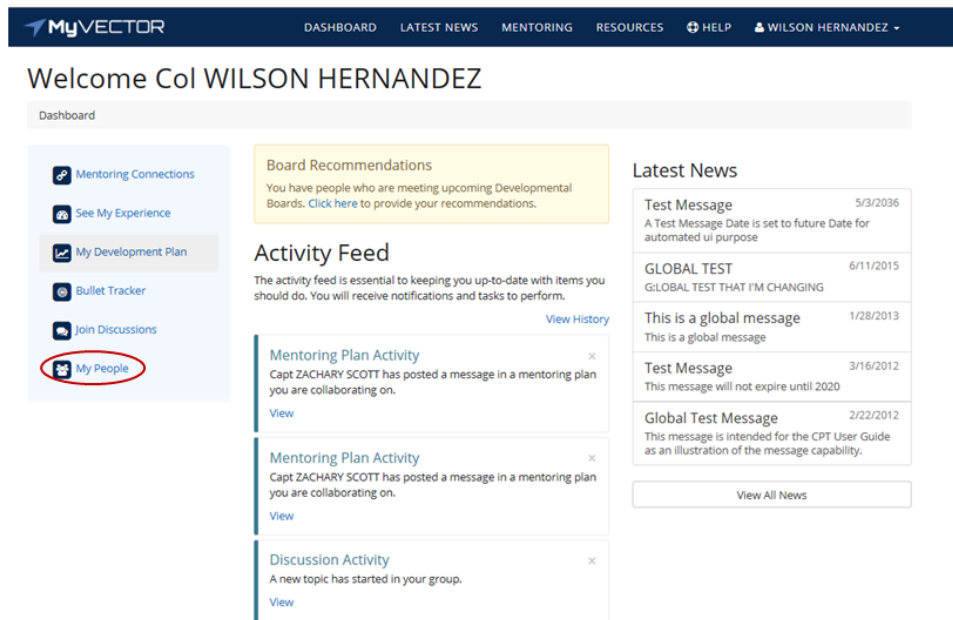 MyVECTOR
DASHBOARD LATEST NEWS MENTORING RESOURCES HELP WILSON HERNANDEZ
Welcome Col WILSON HERNANDEZ
Dashboard
Mentoring Connections
See My Experience
My Development Plan
Bullet Tracker
Join Discussions
My People
Board Recommendations
You have people who are meeting upcoming Developmental
Boards. Click here to provide your recommendations.
Activity Feed
The activity feed is essential to keeping you up-to-date with items you
should do. You will receive notifications and tasks to perform.
View History
Mentoring Plan Activity ×
Capt ZACHARY SCOTT has posted a message in a mentoring plan
you are collaborating on.
View
Mentoring Plan Activity ×
Capt ZACHARY SCOTT has posted a message in a mentoring plan
you are collaborating on.
View
Discussion Activity ×
A new topic has started in your group.
View
Latest News
Test Message 5/3/2036
A Test Message Date is set to future Date for
automated ui purpose
GLOBAL TEST 6/11/2015
G:LOBAL TEST THAT I'M CHANGING
This is a global message 1/28/2013
This is a global message
Test Message 3/16/2012
This message will not expire until 2020
Global Test Message 2/22/2012
This message is intended for the CPT User Guide
as an illustration of the message capability.
View All News